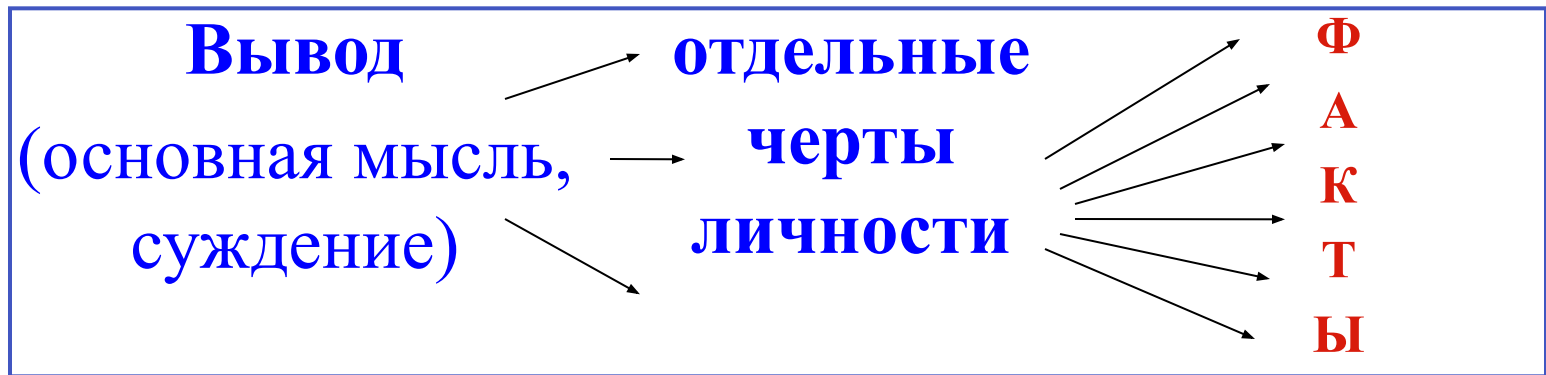 Вывод
(основная мысль,
суждение)
отдельные
черты
личности
Ф
А
К
Т
Ы